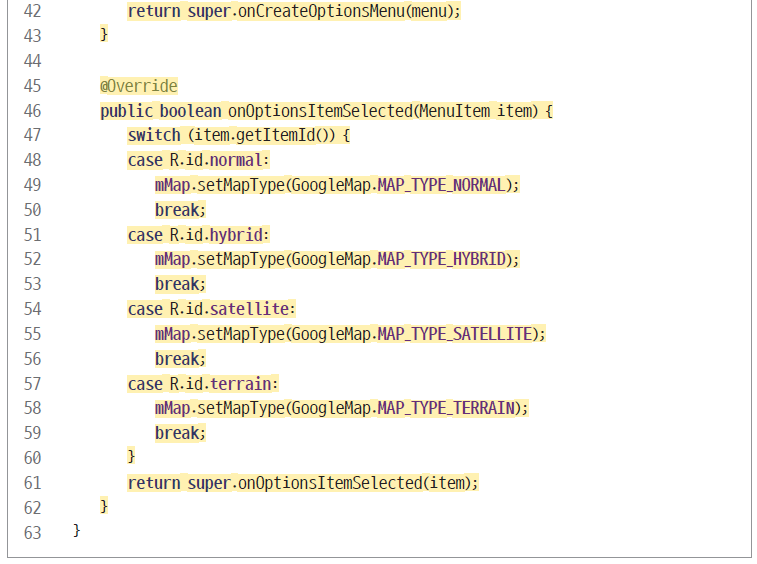 42 return super.onCreateOptionsMenu(menu);
43 }
44
45 @Override
46 public boolean onOptionsItemSelected(MenuItem item) {
47 switch (item.getItemId()) {
48 case R.id.normal:
49 mMap.setMapType(GoogleMap.MAP_TYPE_NORMAL);
50 break;
51 case R.id.hybrid:
52 mMap.setMapType(GoogleMap.MAP_TYPE_HYBRID);
53 break;
54 case R.id.satellite:
55 mMap.setMapType(GoogleMap.MAP_TYPE_SATELLITE);
56 break;
57 case R.id.terrain:
58 mMap.setMapType(GoogleMap.MAP_TYPE_TERRAIN);
59 break;
60 }
61 return super.onOptionsItemSelected(item);
62 }
63 }